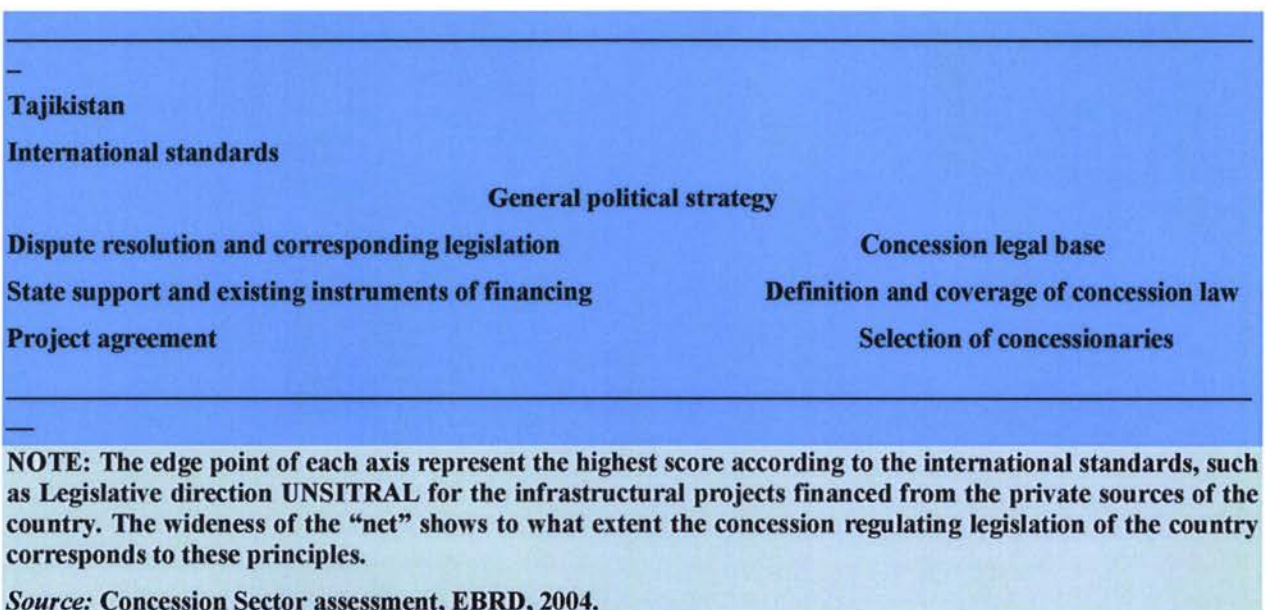 Tajikistan
International standards
General political strategy
Dispute resolution and corresponding legislation Concession legal base
State support and existing instruments of financing Definition and coverage of concession law
Project agreement Selection of concessionaries
NOTE: The edge point of each axis represent the highest score according to the international standards, such
as Legislative direction UNSITRAL for the infrastructural projects financed from the private sources of the
country. The wideness of the “net” shows to what extent the concession regulating legislation of the country
corresponds to these principles.
Source: Concession Sector assessment, EBRD, 2004.